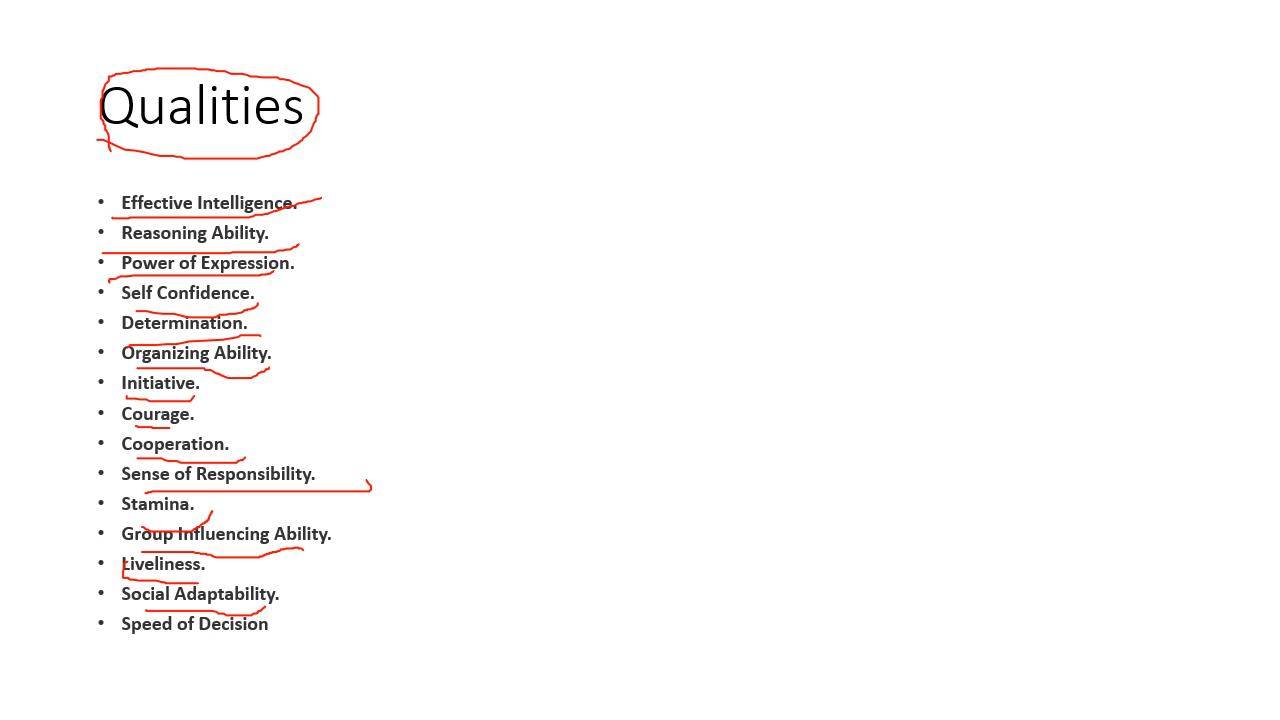 Qualities
• Effective Intelligence.
• Reasoning Ability.
• Power of Expression.
• Self Confidence.
• Determination.
• Organizing Ability.
• Initiative.
• Courage.
• Cooperation.
• Sense of Responsibility.
• Stamina.
• Group Influencing Ability.
• Liveliness.
• Social Adaptability.
• Speed of Decision